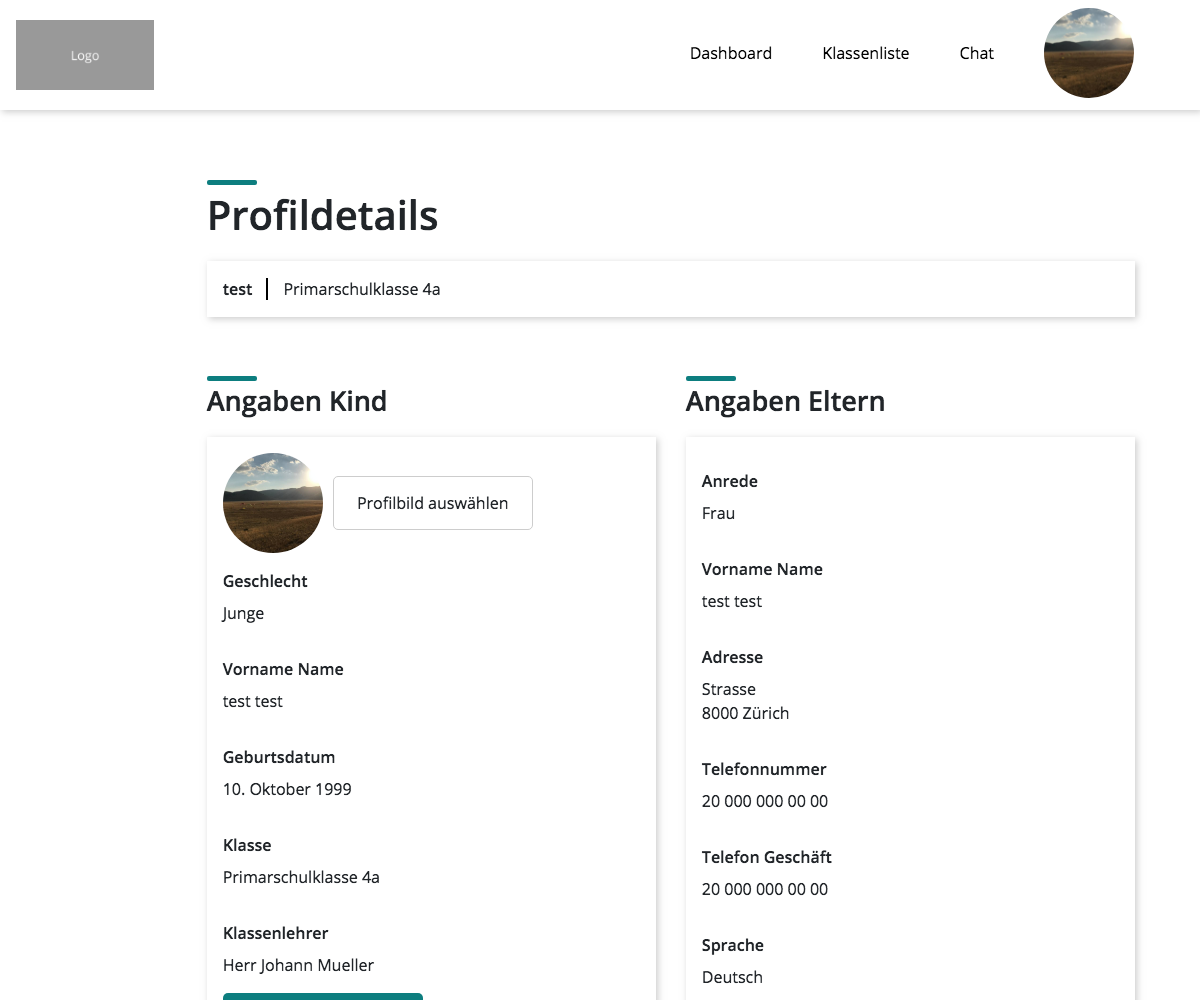 Logo
Dashboard
Klassenliste
Chat
Profildetails
test
Primarschulklasse 4a
Angaben Kind
Profilbild auswählen
Geschlecht
Junge
Vorname Name
test test
Geburtsdatum
10. Oktober 1999
Klasse
Primarschulklasse 4a
Klassenlehrer
Herr Johann Mueller
Angaben Eltern
Anrede
Frau
Vorname Name
test test
Adresse
Strasse
8000 Zürich
Telefonnummer
20 000 000 00 00
Telefon Geschäft
20 000 000 00 00
Sprache
Deutsch